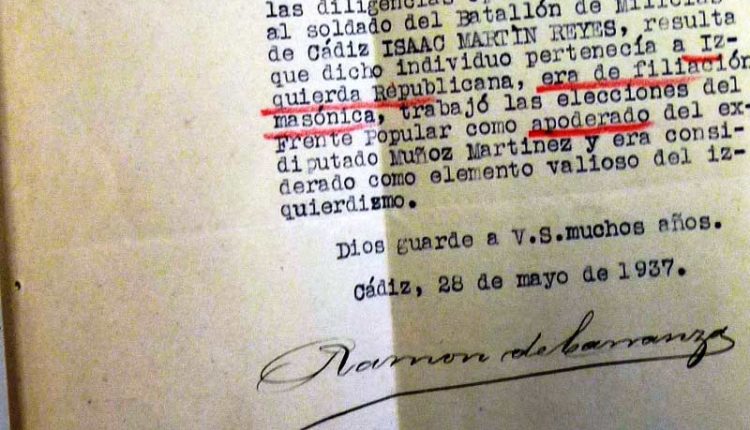 las diligencias
al soldado del Batallón de Milicias
de Cádiz ISAAC MARTIN REYES, resulta
que dicho individuo pertenecía a Iz-
quierda Republicana, era de filiación
masónica, trabajó las elecciones del
Frente Popular como apoderado del ex-
diputado Muñoz Martinez y era consi-
derado como elemento valioso del iz-
quierdismo.
Dios guarde a V.S.muchos años.
Cádiz, 28 de mayo de 1937.
Ramon de Carranza